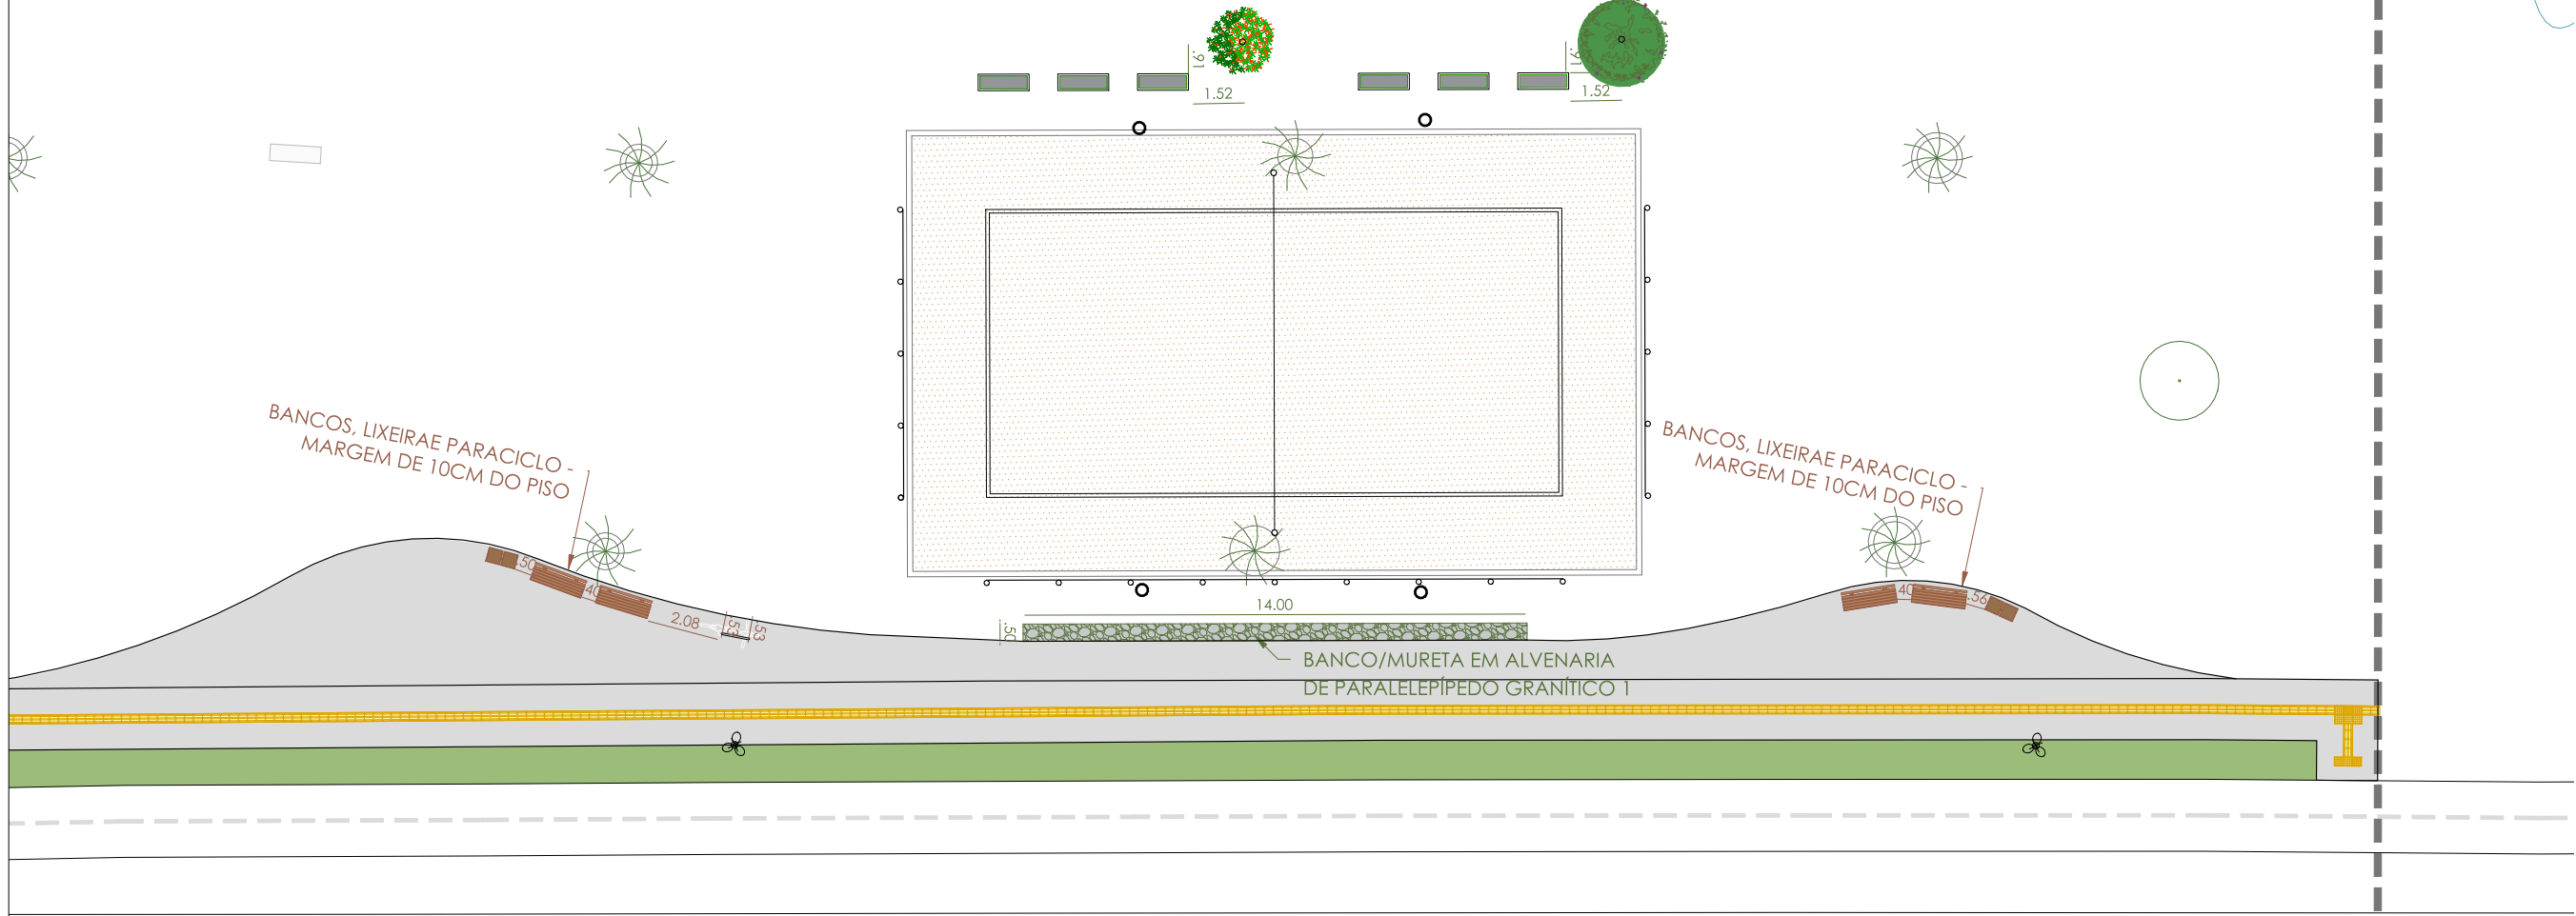 .91
1.52
.91
1.52
BANCOS, LIXEIRAE PARACICLO -
MARGEM DE 10CM DO PISO
BANCOS, LIXEIRAE PARACICLO -
MARGEM DE 10CM DO PISO
.50
.40
2.08
.53
.53
14.00
.50
.40
.56
BANCO/MURETA EM ALVENARIA
DE PARALELEPÍPEDO GRANÍTICO 1